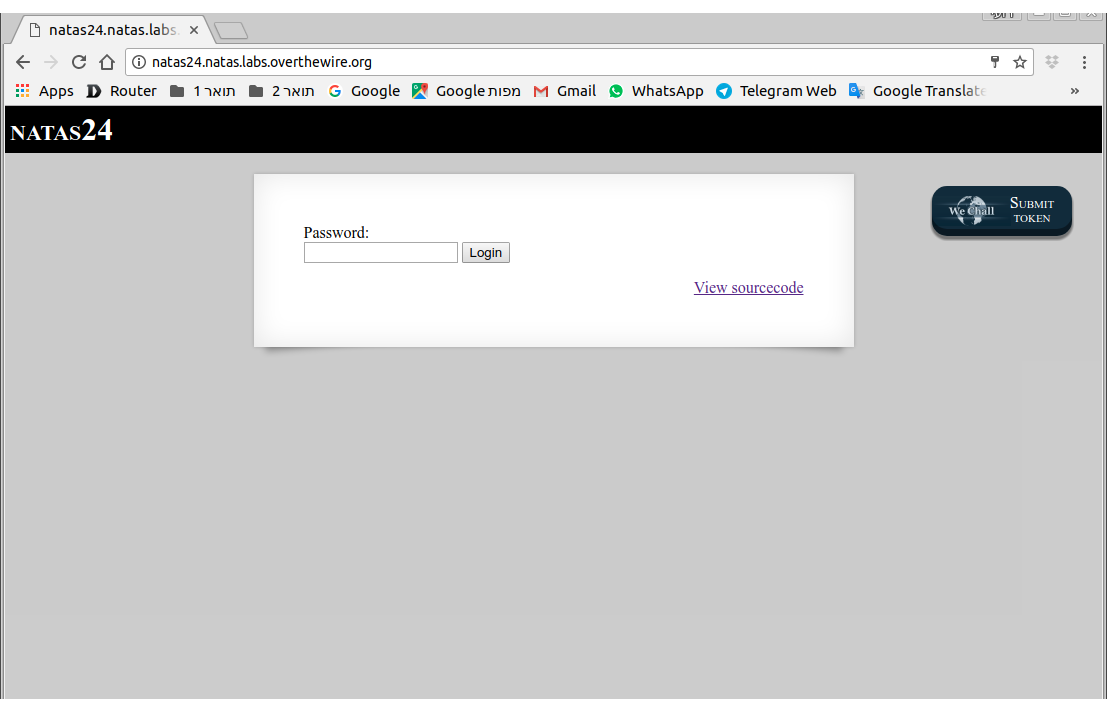 natas24.natas.labs.
natas24.natas.labs.overthewire.org
Apps Router תואר 1 תואר 2 Google Google מפות Gmail WhatsApp Telegram Web Google Translate »
NATAS24
Password:
Login
View sourcecode
We Chall
SUBMIT
TOKEN